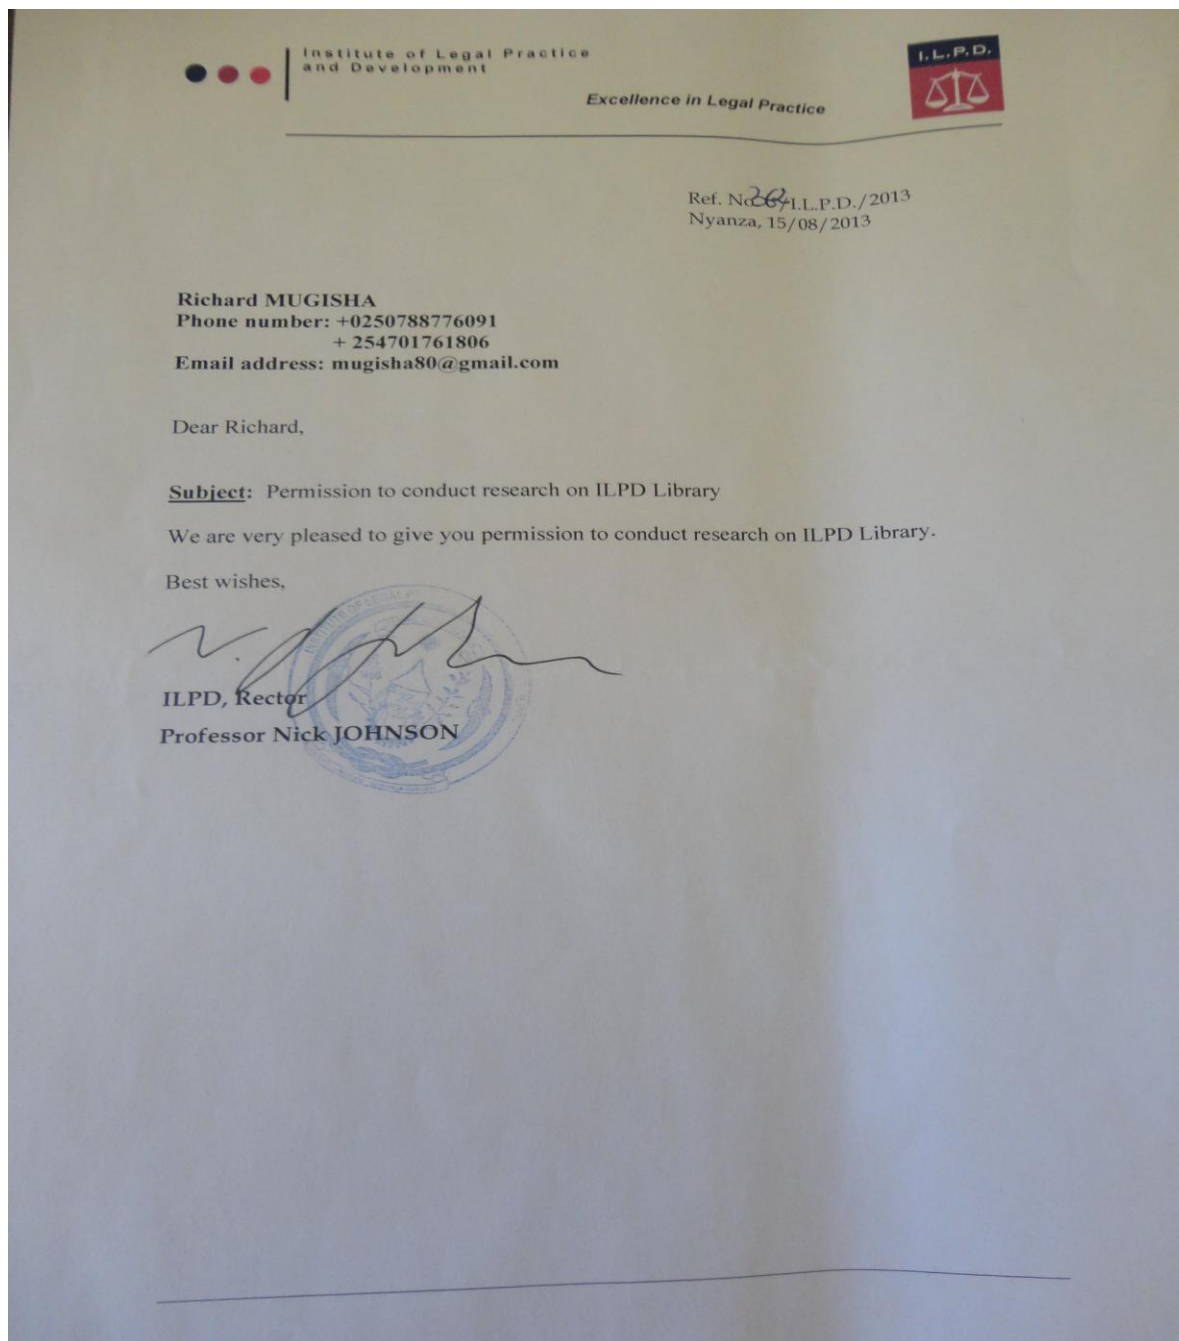 Institute of Legal Practice
and Development
Excellence in Legal Practice
I.L.P.D.
Ref. No /I.L.P.D./2013
Nyanza, 15/08/2013
Richard MUGISHA
Phone number: +0250788776091
+ 254701761806
Email address: mugisha80@gmail.com
Dear Richard,
Subject: Permission to conduct research on ILPD Library
We are very pleased to give you permission to conduct research on ILPD Library.
Best wishes,
INSTITUTE OF LEGAL
ILPD, Rector
Professor Nick JOHNSON